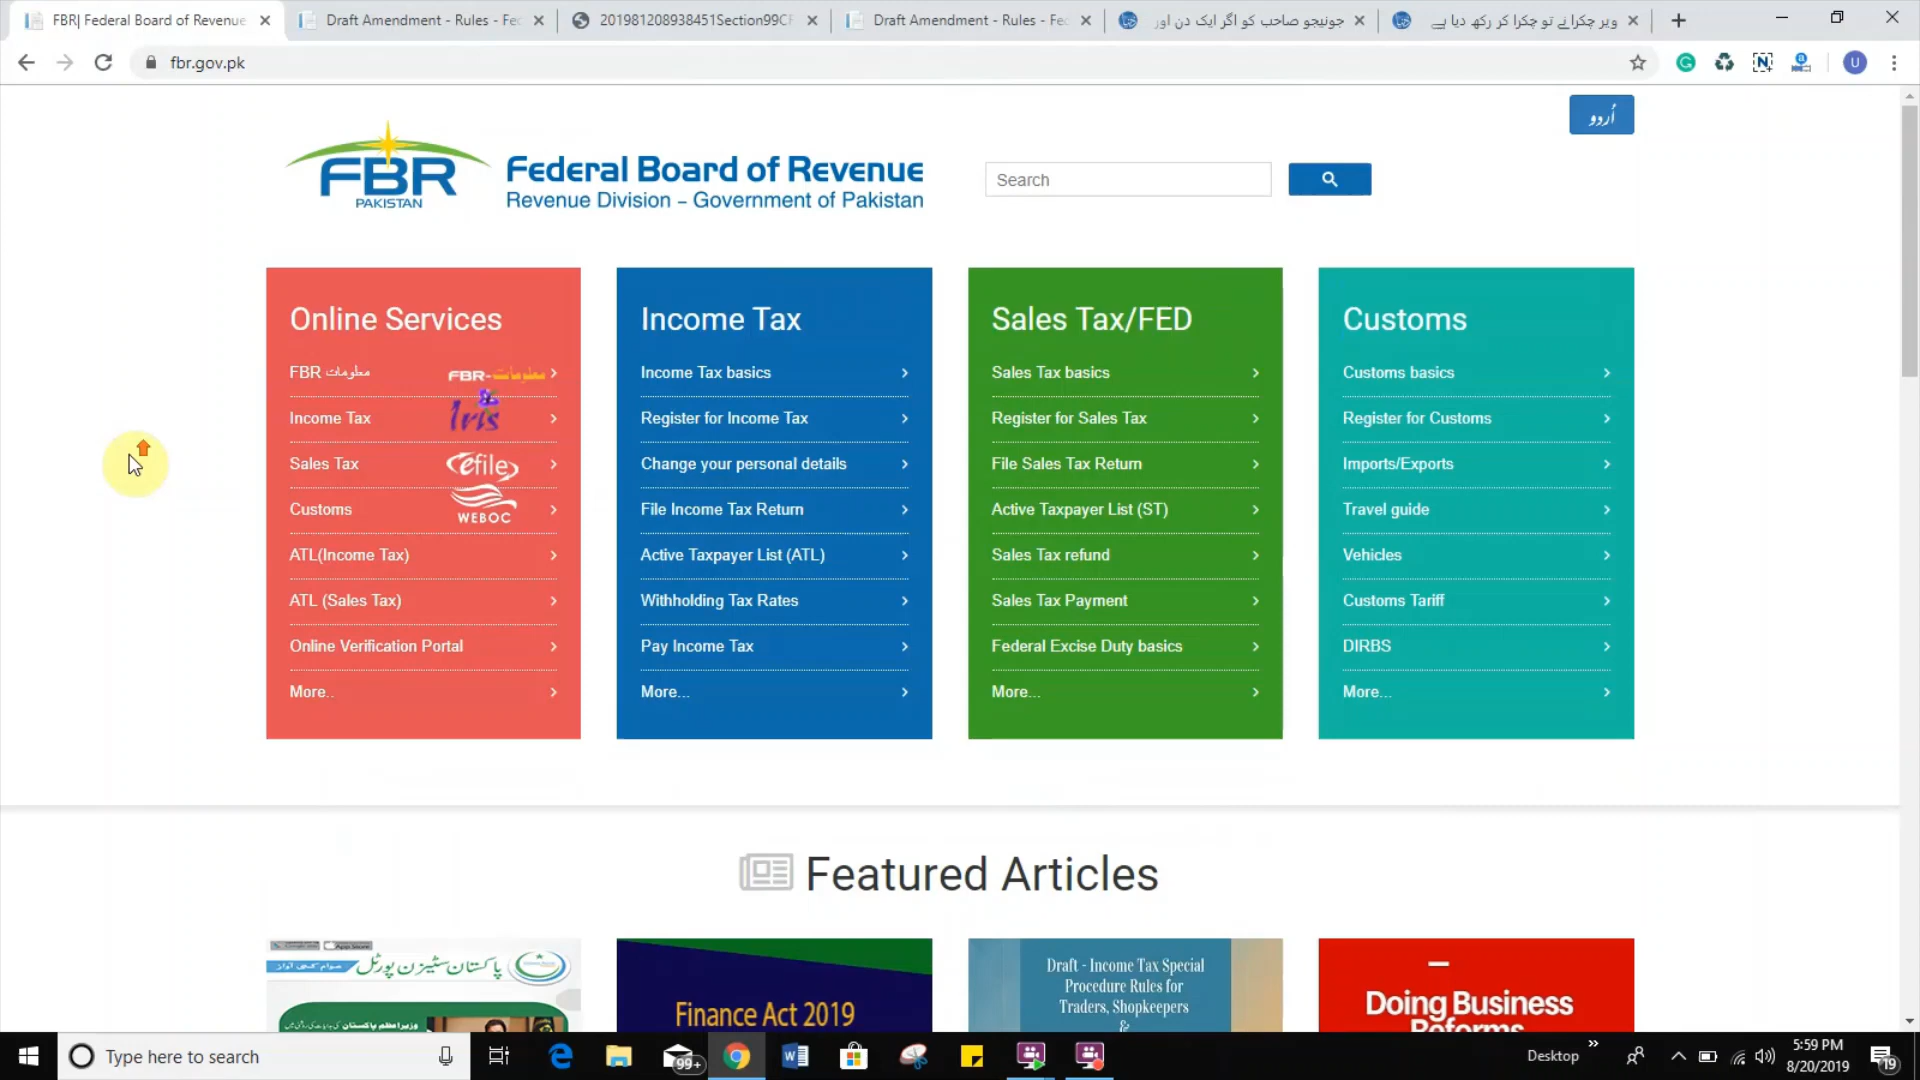 FBR| Federal Board of Revenue
Draft Amendment - Rules - Fe
201981208938451Section99C
Draft Amendment - Rules - Fe
جونیجو صاحب کو اگر ایک دن اور
ویر چکرا نے تو چکرا کر رکھ دیا ہے
fbr.gov.pk
U
اُردو
FBR
PAKISTAN
Federal Board of Revenue
Revenue Division – Government of Pakistan
Search
Online Services
FBR معلومات
FBR-معلومات
Income Tax
Iris
Sales Tax
efile
Customs
WEBOC
ATL(Income Tax)
ATL (Sales Tax)
Online Verification Portal
More..
Income Tax
Income Tax basics
Register for Income Tax
Change your personal details
File Income Tax Return
Active Taxpayer List (ATL)
Withholding Tax Rates
Pay Income Tax
More...
Sales Tax/FED
Sales Tax basics
Register for Sales Tax
File Sales Tax Return
Active Taxpayer List (ST)
Sales Tax refund
Sales Tax Payment
Federal Excise Duty basics
More...
Customs
Customs basics
Register for Customs
Imports/Exports
Travel guide
Vehicles
Customs Tariff
DIRBS
More...
Featured Articles
پاکستان سٹیزن پورٹل
Finance Act 2019
Draft - Income Tax Special
Procedure Rules for
Traders, Shopkeepers
&
Doing Business
Reforms
Type here to search
99+
Desktop
5:59 PM
8/20/2019
19